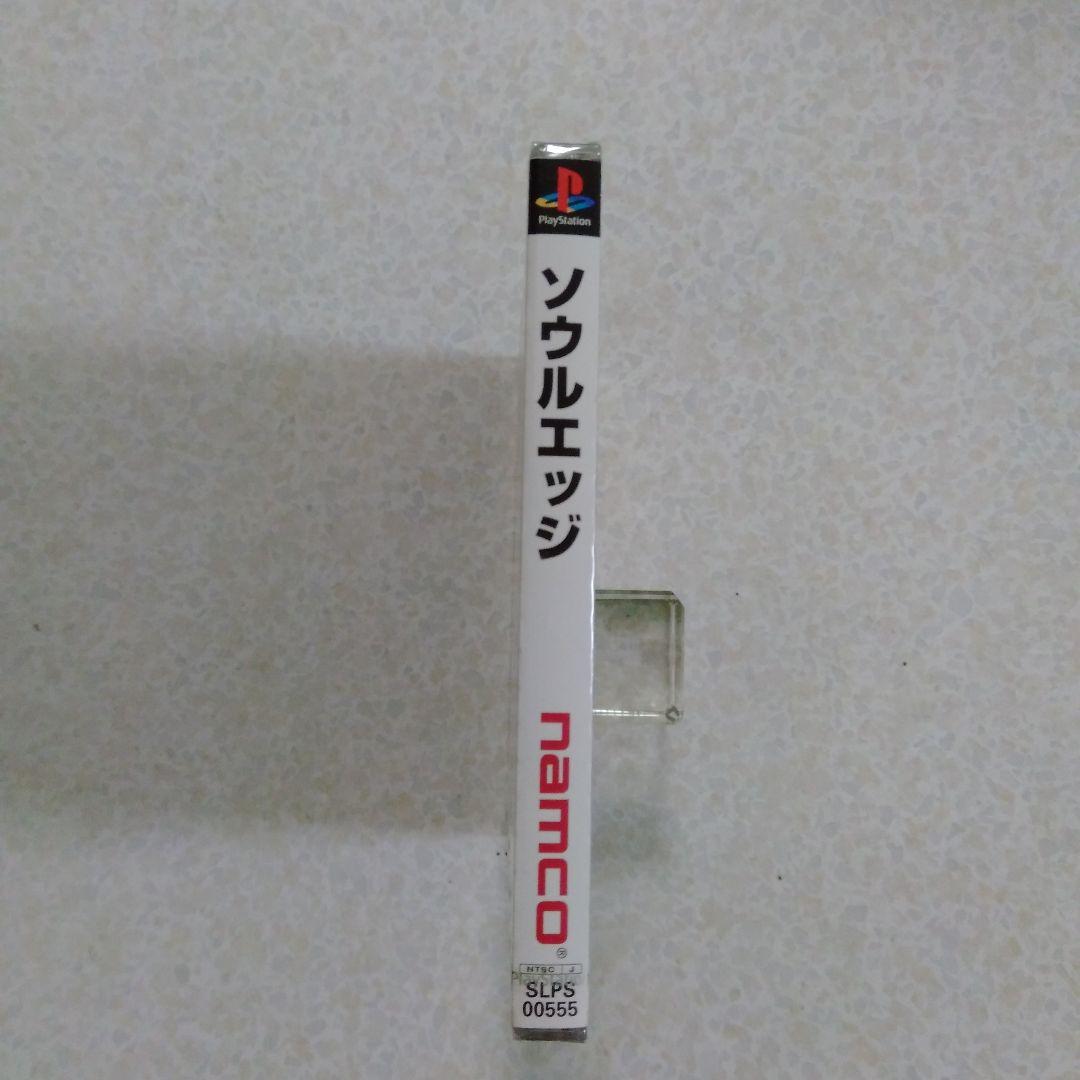 PlayStation
ソウルエッジ
namco®
NTSC J
SLPS
00555